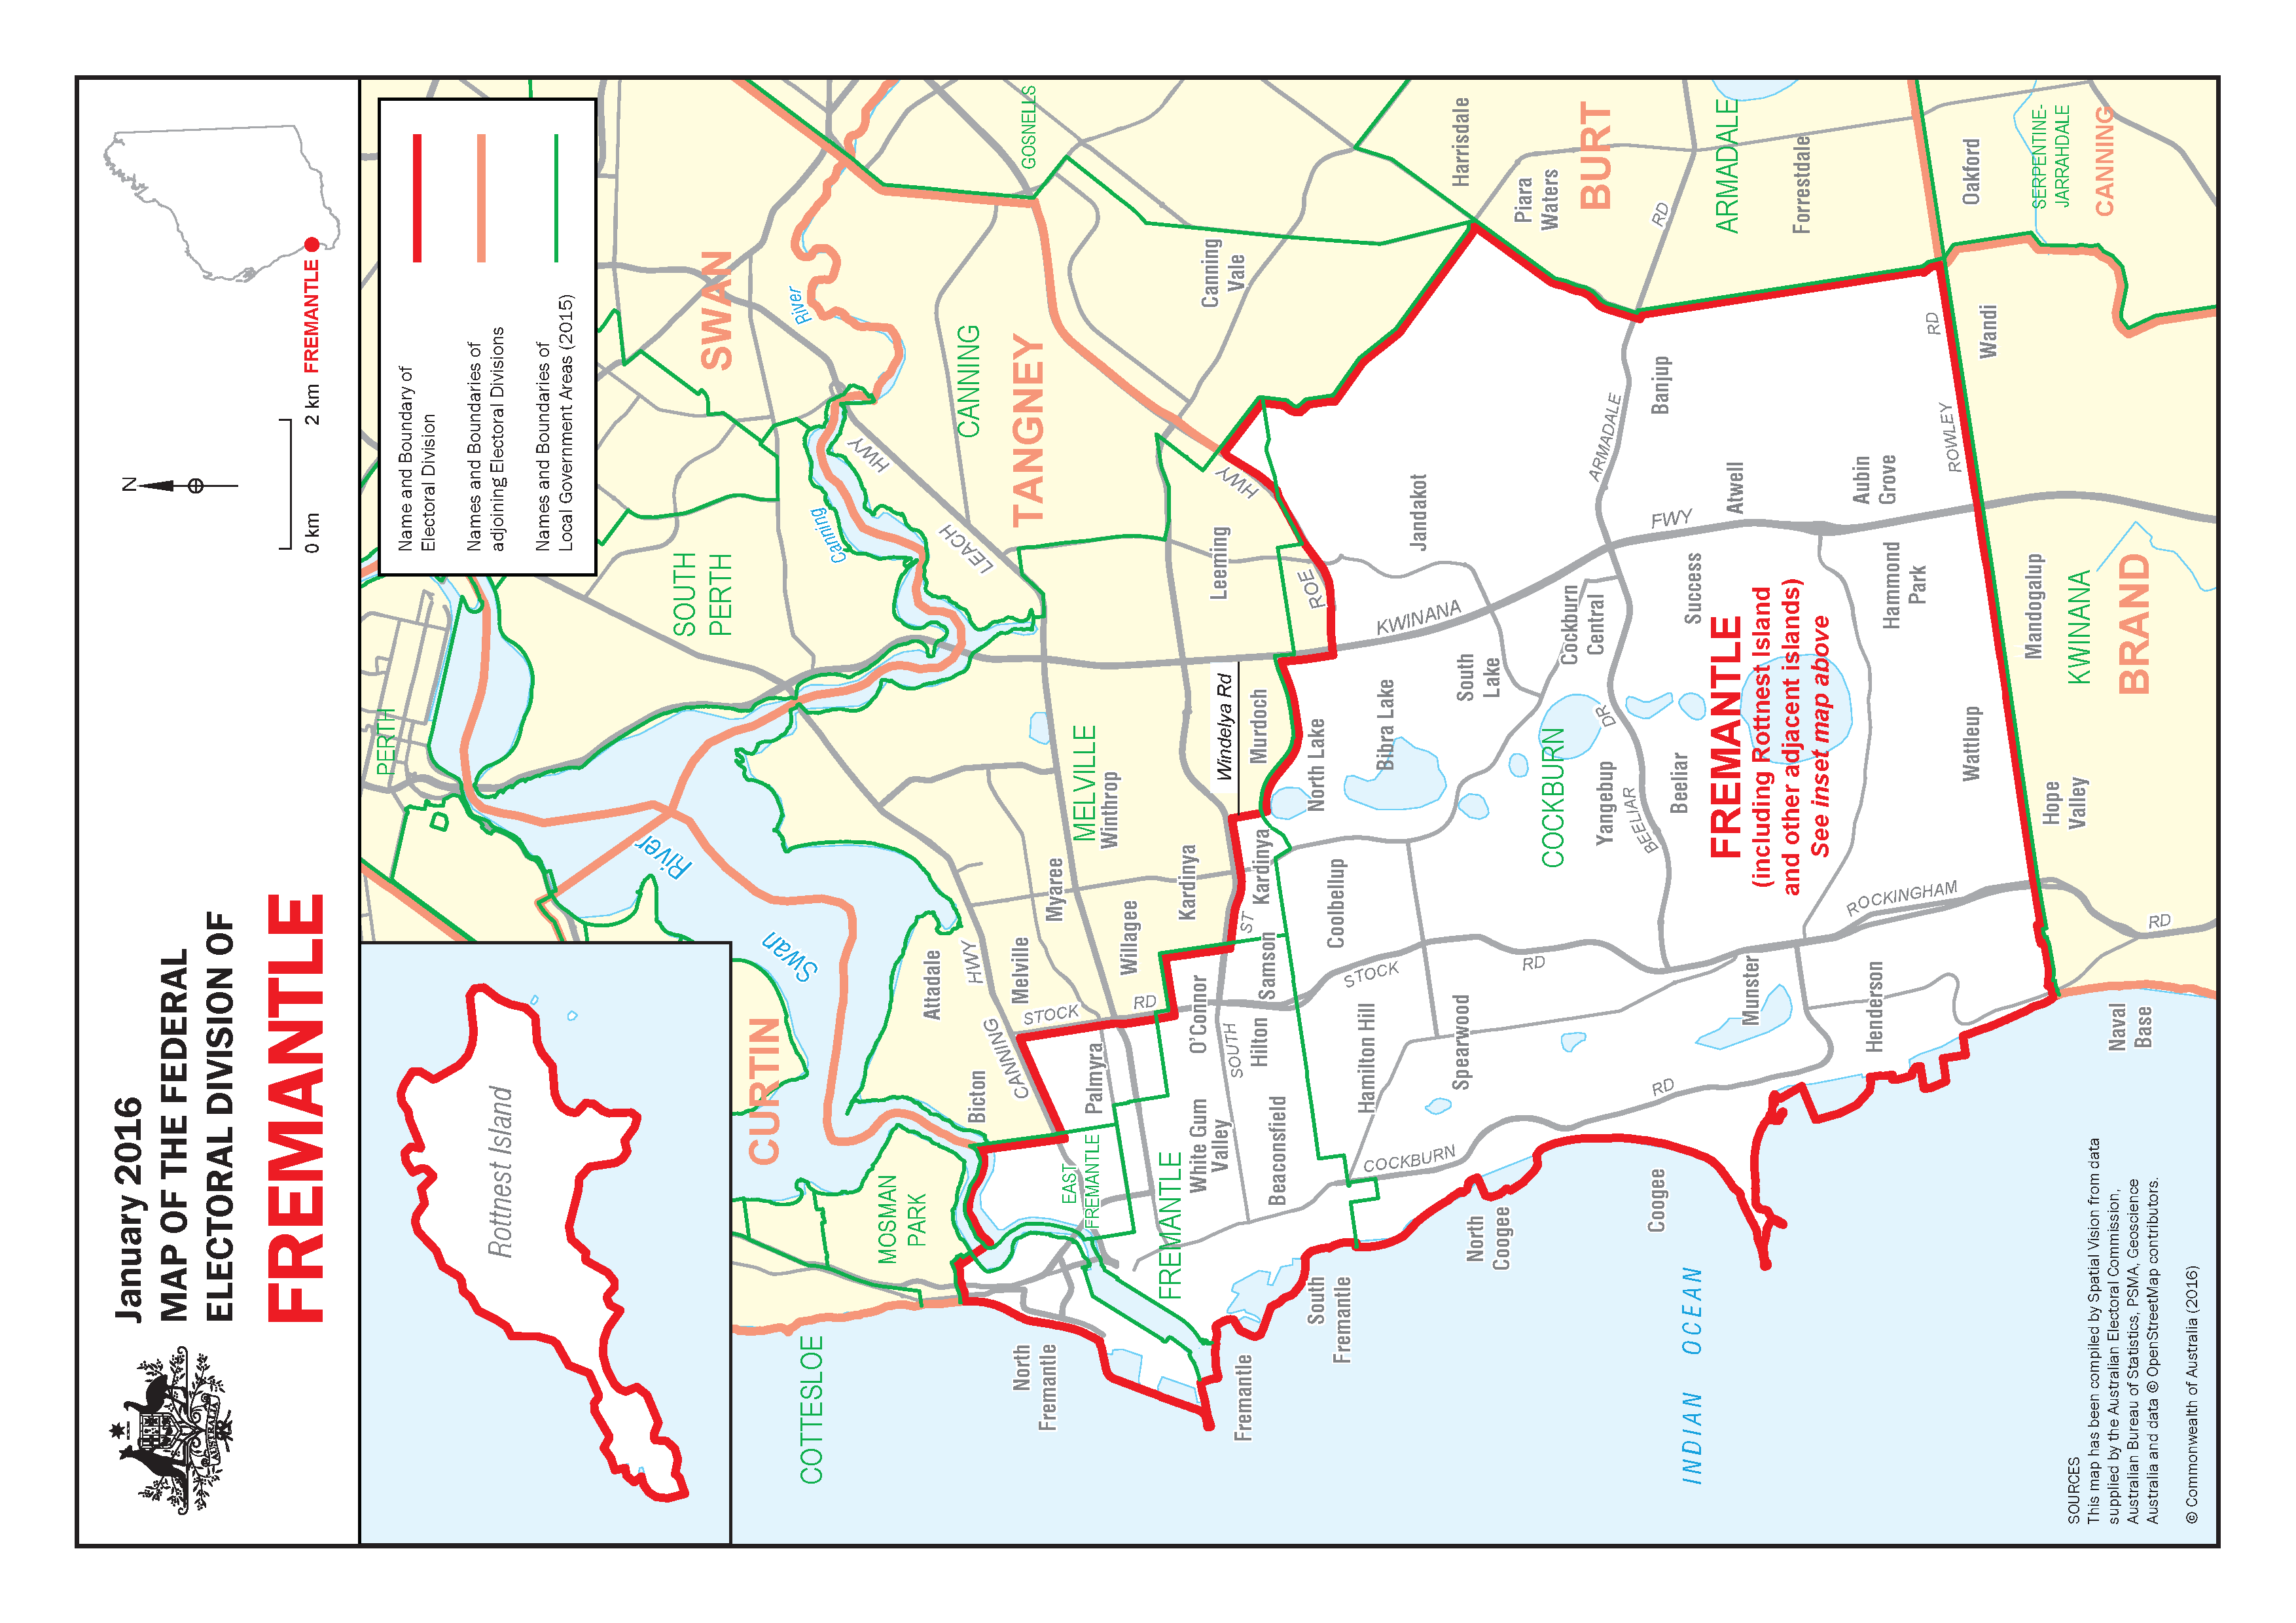 January 2016
MAP OF THE FEDERAL
ELECTORAL DIVISION OF
FREMANTLE
AUSTRALIA
N
0 km
2 km
FREMANTLE
Name and Boundary of
Electoral Division
Names and Boundaries of
adjoining Electoral Divisions
Names and Boundaries of
Local Government Areas (2015)
Rottnest Island
PERTH
SOUTH
PERTH
SWAN
River
Canning
River
Swan
CURTIN
COTTESLOE
MOSMAN
PARK
Attadale
Bicton
HWY
CANNING
Melville
STOCK
RD
Myaree
MELVILLE
Winthrop
Willagee
Kardinya
LEACH
HWY
CANNING
TANGNEY
GOSNELLS
Canning
Vale
Leeming
HWY
ROE
Windelya Rd
Murdoch
Kardinya
ST
SOUTH
North Lake
Samson
O'Connor
Hilton
Palmyra
EAST
FREMANTLE
FREMANTLE
White Gum
Valley
Beaconsfield
North
Fremantle
Fremantle
South
Fremantle
Coolbellup
Hamilton Hill
STOCK
RD
Bibra Lake
KWINANA
FWY
Jandakot
South
Lake
Spearwood
COCKBURN
RD
North
Coogee
Coogee
COCKBURN
Cockburn
Central
Yangebup
BEELIAR
DR
Beeliar
Success
ARMADALE
RD
Banjup
Atwell
Harrisdale
Piara
Waters
BURT
ARMADALE
Forrestdale
FREMANTLE
(including Rottnest Island
and other adjacent islands)
See inset map above
Munster
Henderson
ROCKINGHAM
RD
Hammond
Park
Aubin
Grove
Wattleup
ROWLEY
RD
Wandi
Oakford
SERPENTINE-
JARRAHDALE
CANNING
Mandogalup
KWINANA
BRAND
Hope
Valley
Naval
Base
INDIAN OCEAN
SOURCES
This map has been compiled by Spatial Vision from data
supplied by the Australian Electoral Commission,
Australian Bureau of Statistics, PSMA, Geoscience
Australia and data © OpenStreetMap contributors.
© Commonwealth of Australia (2016)